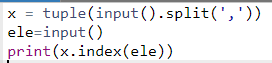 x = tuple(input().split(','))
ele=input()
print(x.index(ele))